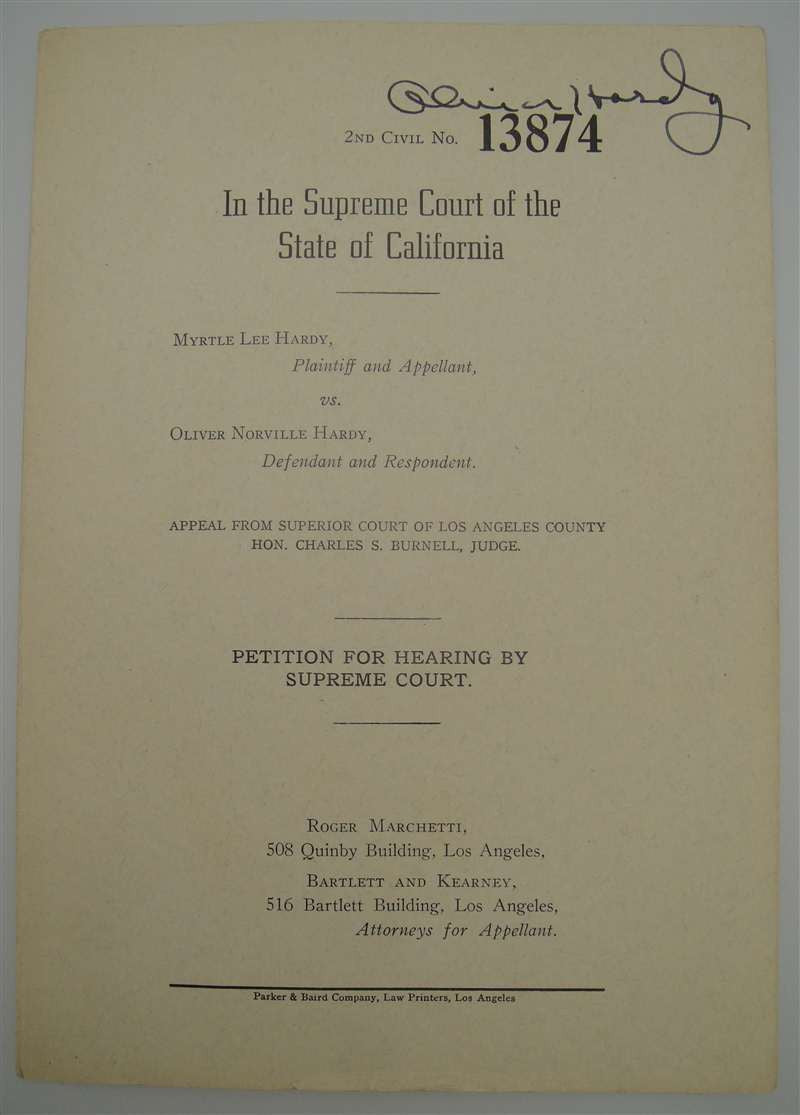 Oliver Hardy
2ND CIVIL No. 13874
In the Supreme Court of the
State of California
MYRTLE LEE HARDY,
Plaintiff and Appellant,
vs.
OLIVER NORVILLE HARDY,
Defendant and Respondent.
APPEAL FROM SUPERIOR COURT OF LOS ANGELES COUNTY
HON. CHARLES S. BURNELL, JUDGE.
PETITION FOR HEARING BY
SUPREME COURT.
ROGER MARCHETTI,
508 Quinby Building, Los Angeles,
BARTLETT AND KEARNEY,
516 Bartlett Building, Los Angeles,
Attorneys for Appellant.
Parker & Baird Company, Law Printers, Los Angeles